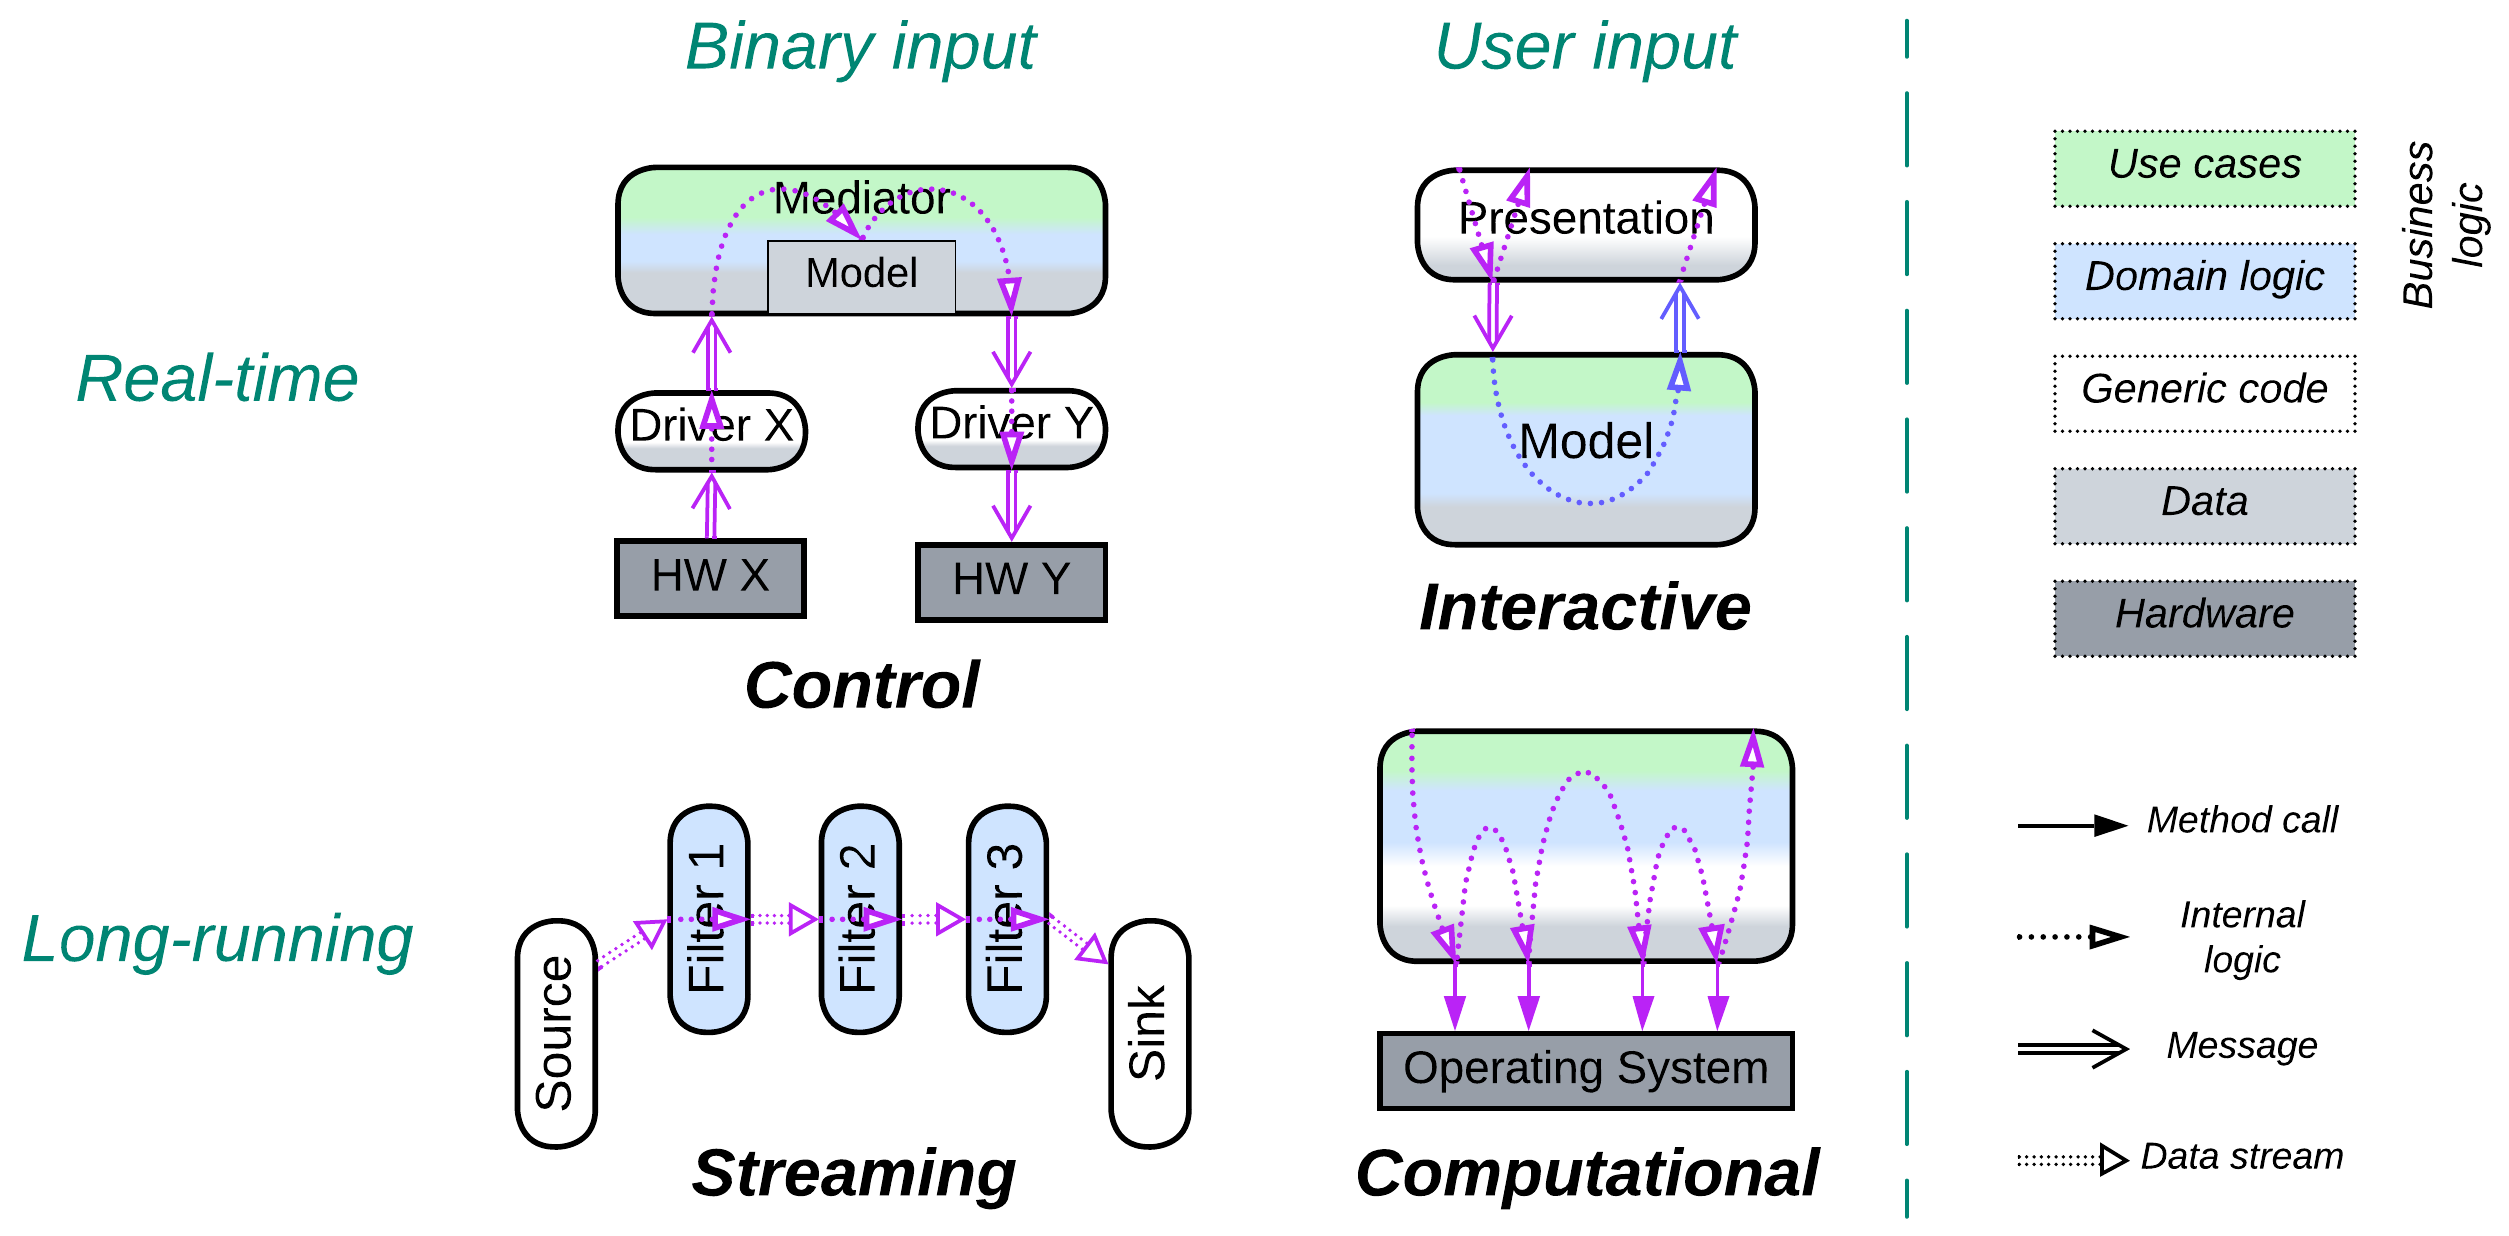 Binary input
User input
Real-time
Mediator
Model
Driver X
Driver Y
HW X
HW Y
Control
Presentation
Model
Interactive
Long-running
Source
Filter 1
Filter 2
Filter 3
Sink
Streaming
Operating System
Computational
Use cases
Domain logic
Business
logic
Generic code
Data
Hardware
Method call
Internal
logic
Message
Data stream